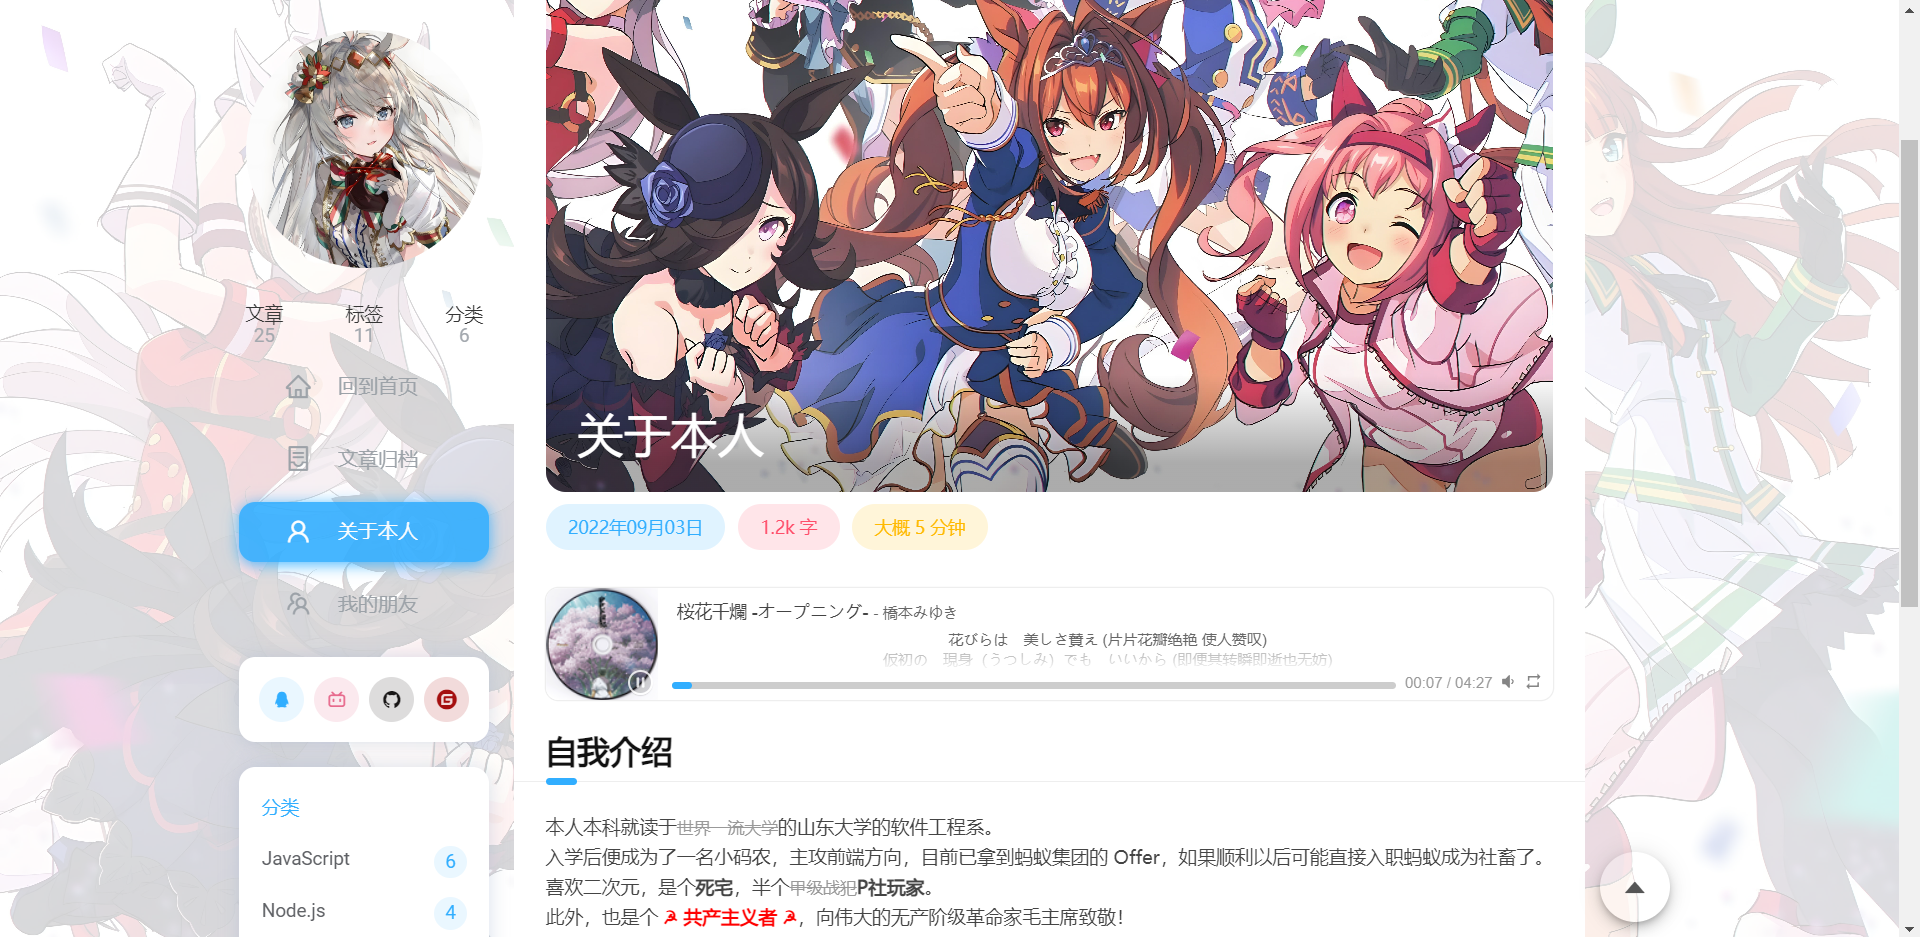 文章
标签
分类
25
11
6
回到首页
文章归档
关于本人
我的朋友
分类
JavaScript
6
Node.js
4
关于本人
2022年09月03日
1.2k 字
大概 5 分钟
桜花千爛 -オープニング- - 橋本みゆき
花びらは　美しさ賛え (片片花瓣绝艳 使人赞叹)
仮初の　現身（うつしみ）でも　いいから (即便其转瞬即逝也无妨)
00:07 / 04:27
自我介绍
本人本科就读于世界一流大学的山东大学的软件工程系。
入学后便成为了一名小码农，主攻前端方向，目前已拿到蚂蚁集团的 Offer，如果顺利以后可能直接入职蚂蚁成为社畜了。
喜欢二次元，是个死宅，半个甲级战犯P社玩家。
此外，也是个 ☭ 共产主义者 ☭，向伟大的无产阶级革命家毛主席致敬！